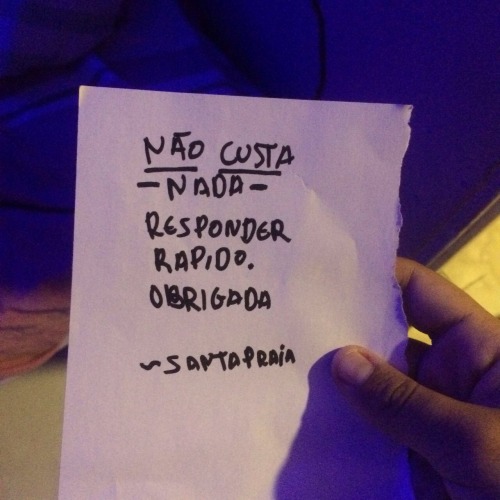 NÃO CUSTA
- NADA -
RESPONDER
RAPIDO.
OBRIGADA
~SANTAPRAiA